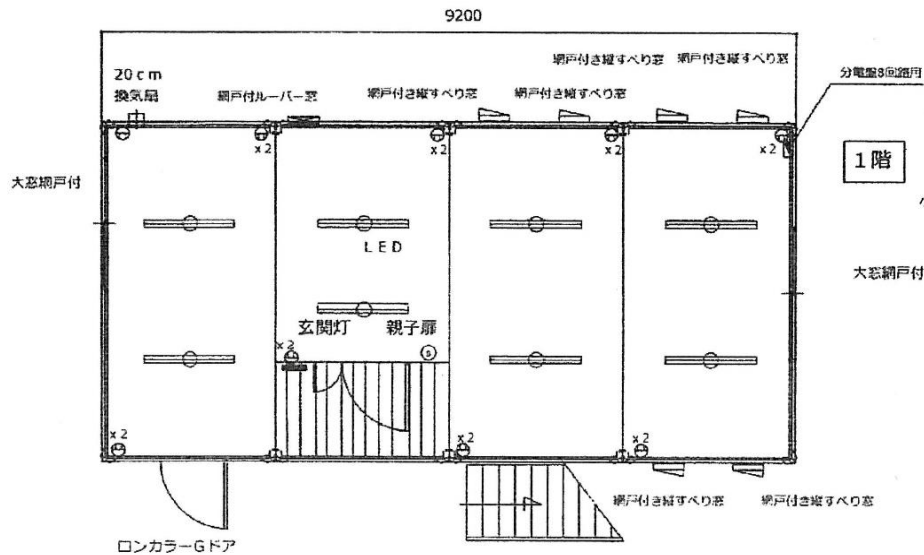 9200
網戸付き縦すべり窓 網戸付き縦すべり窓
20cm
換気扇
網戸付ルーバー窓
網戸付き縦すべり窓 網戸付き縦すべり窓
分電盤8回路用
x2 x2 x2 x2
1階
大窓網戸付
LED
大窓網戸付
玄関灯 親子扉
x2
S
x2 x2 x2
網戸付き縦すべり窓 網戸付き縦すべり窓
ロンカラーGドア